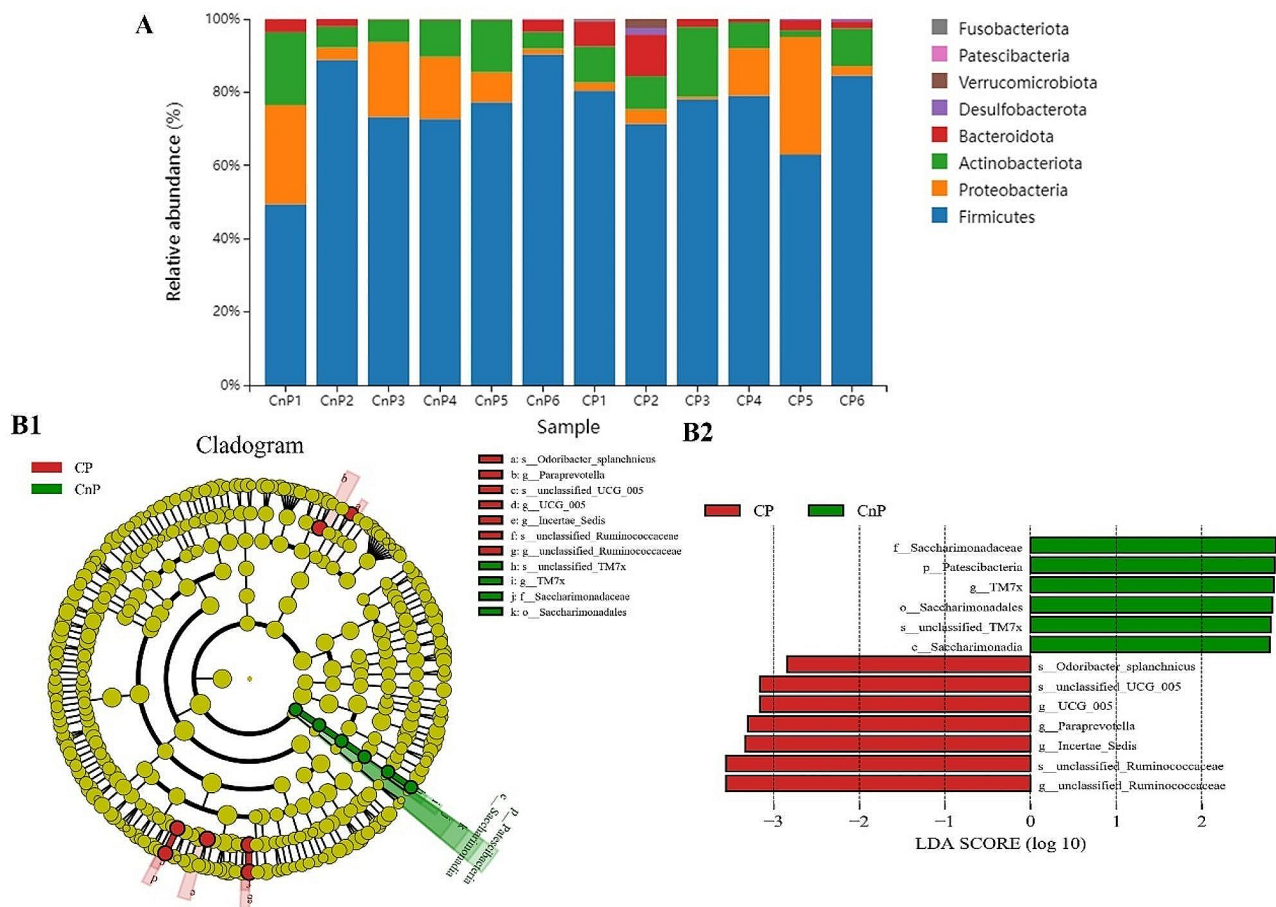 A
100%
80%
60%
40%
20%
0%
Relative abundance (%)
CnP1 CnP2 CnP3 CnP4 CnP5 CnP6 CP1 CP2 CP3 CP4 CP5 CP6
Sample
Fusobacteriota
Patescibacteria
Verrucomicrobiota
Desulfobacterota
Bacteroidota
Actinobacteriota
Proteobacteria
Firmicutes
B1
Cladogram
CP
CnP
a: s__Odoribacter_splanchnicus
b: g__Paraprevotella
c: s__unclassified_UCG_005
d: g__UCG_005
e: g__Incertae_Sedis
f: s__unclassified_Ruminococcaceae
g: g__unclassified_Ruminococcaceae
h: s__unclassified_TM7x
i: g__TM7x
j: f__Saccharimonadaceae
k: o__Saccharimonadales
b
a
c__Saccharimonadia
p__Patescibacteria
B2
CP
CnP
f__Saccharimonadaceae
p__Patescibacteria
g__TM7x
o__Saccharimonadales
s__unclassified_TM7x
c__Saccharimonadia
s__Odoribacter_splanchnicus
s__unclassified_UCG_005
g__UCG_005
g__Paraprevotella
g__Incertae_Sedis
s__unclassified_Ruminococcaceae
g__unclassified_Ruminococcaceae
−3 −2 −1 0 1 2
LDA SCORE (log 10)